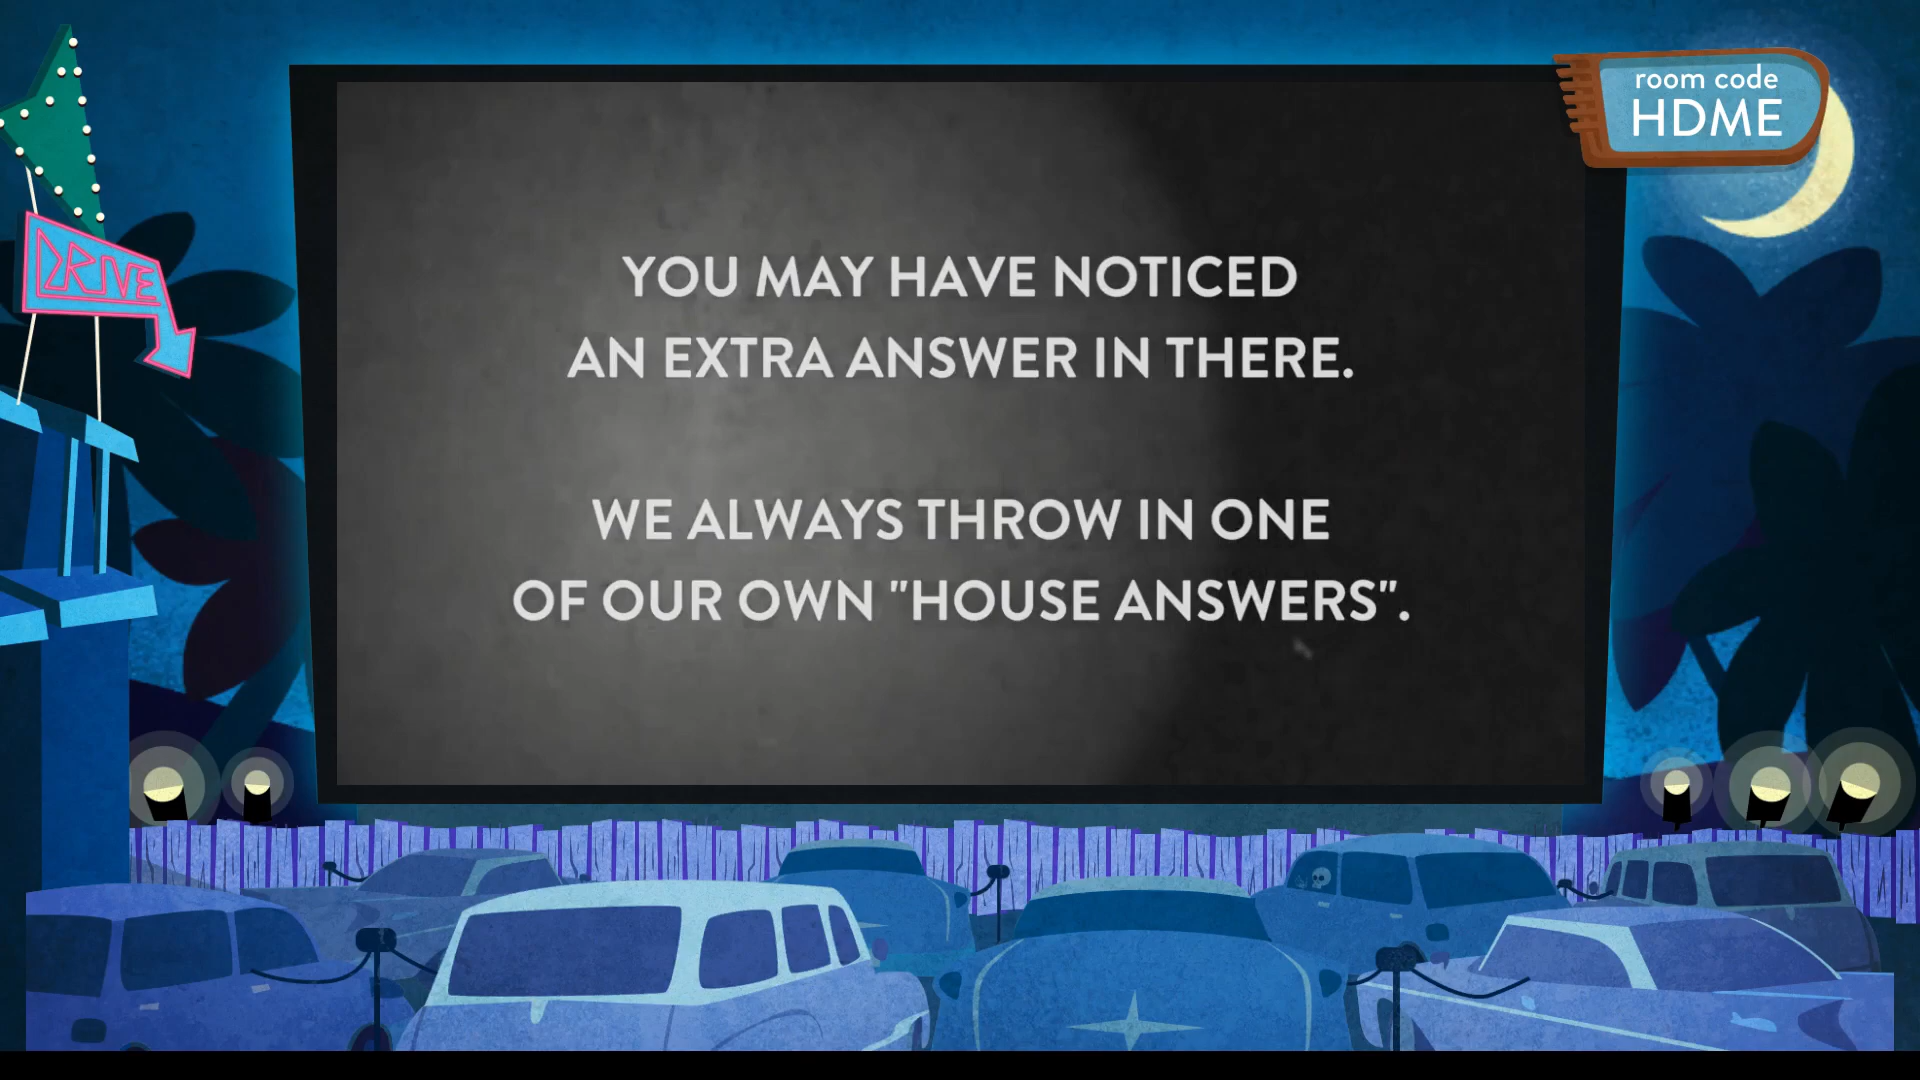 room code
HDME
DRIVE
YOU MAY HAVE NOTICED
AN EXTRA ANSWER IN THERE.
WE ALWAYS THROW IN ONE
OF OUR OWN "HOUSE ANSWERS".